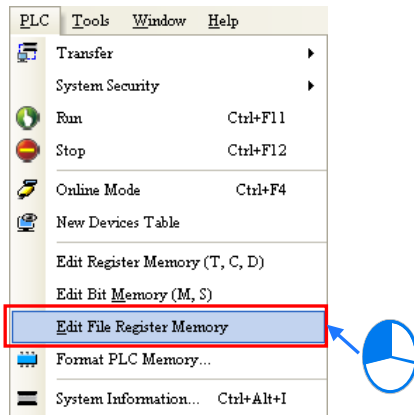 PLC Tools Window Help
Transfer
System Security
Run Ctrl+F11
Stop Ctrl+F12
Online Mode Ctrl+F4
New Devices Table
Edit Register Memory (T, C, D)
Edit Bit Memory (M, S)
Edit File Register Memory
Format PLC Memory...
System Information... Ctrl+Alt+I